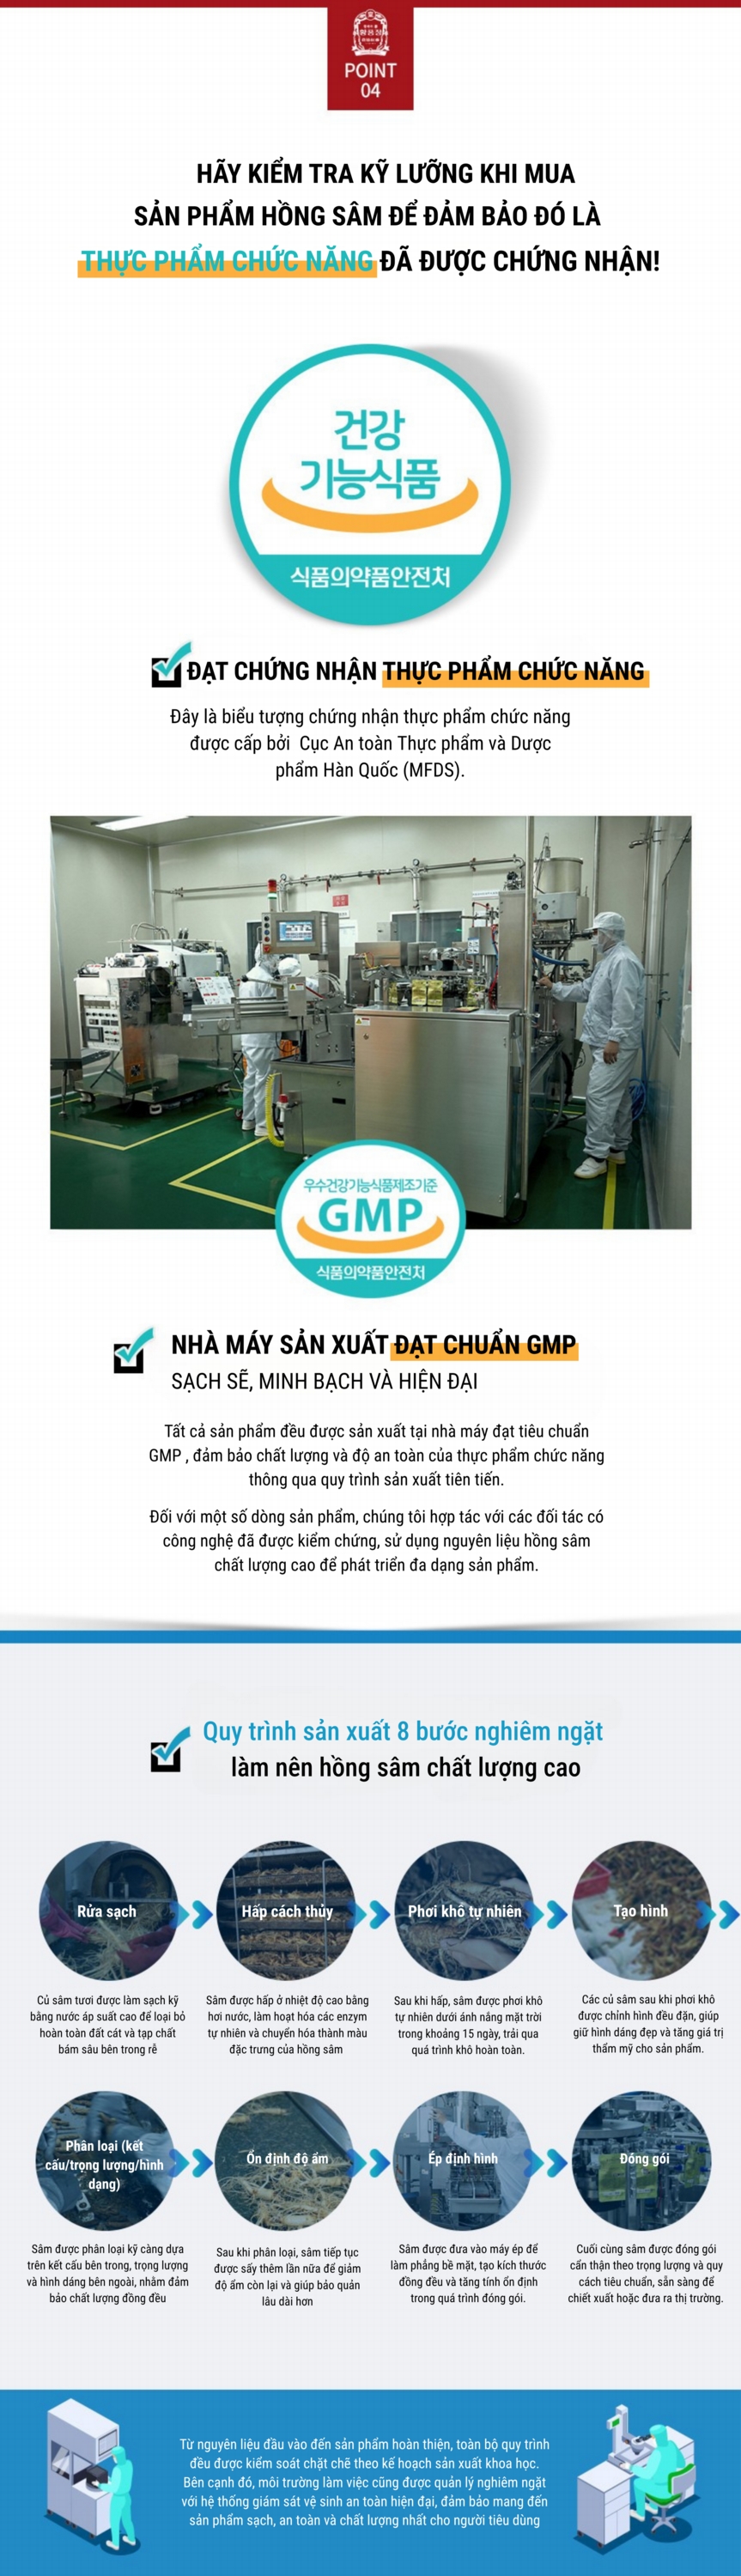 POINT
04
HÃY KIỂM TRA KỸ LƯỠNG KHI MUA
SẢN PHẨM HỒNG SÂM ĐỂ ĐẢM BẢO ĐÓ LÀ
THỰC PHẨM CHỨC NĂNG ĐÃ ĐƯỢC CHỨNG NHẬN!
건강
기능식품
식품의약품안전처
ĐẠT CHỨNG NHẬN THỰC PHẨM CHỨC NĂNG
Đây là biểu tượng chứng nhận thực phẩm chức năng
được cấp bởi Cục An toàn Thực phẩm và Dược
phẩm Hàn Quốc (MFDS).
우수건강기능식품제조기준
GMP
식품의약품안전처
NHÀ MÁY SẢN XUẤT ĐẠT CHUẨN GMP
SẠCH SẼ, MINH BẠCH VÀ HIỆN ĐẠI
Tất cả sản phẩm đều được sản xuất tại nhà máy đạt tiêu chuẩn
GMP , đảm bảo chất lượng và độ an toàn của thực phẩm chức năng
thông qua quy trình sản xuất tiên tiến.
Đối với một số dòng sản phẩm, chúng tôi hợp tác với các đối tác có
công nghệ đã được kiểm chứng, sử dụng nguyên liệu hồng sâm
chất lượng cao để phát triển đa dạng sản phẩm.
Quy trình sản xuất 8 bước nghiêm ngặt
làm nên hồng sâm chất lượng cao
Rửa sạch
Củ sâm tươi được làm sạch kỹ
bằng nước áp suất cao để loại bỏ
hoàn toàn đất cát và tạp chất
bám sâu bên trong rễ
Hấp cách thủy
Sâm được hấp ở nhiệt độ cao bằng
hơi nước, làm hoạt hóa các enzym
tự nhiên và chuyển hóa thành màu
đặc trưng của hồng sâm
Phơi khô tự nhiên
Sau khi hấp, sâm được phơi khô
tự nhiên dưới ánh nắng mặt trời
trong khoảng 15 ngày, trải qua
quá trình khô hoàn toàn.
Tạo hình
Các củ sâm sau khi phơi khô
được chỉnh hình đều đặn, giúp
giữ hình dáng đẹp và tăng giá trị
thẩm mỹ cho sản phẩm.
Phân loại (kết
cấu/trọng lượng/hình
dạng)
Sâm được phân loại kỹ càng dựa
trên kết cấu bên trong, trọng lượng
và hình dáng bên ngoài, nhằm đảm
bảo chất lượng đồng đều
Ổn định độ ẩm
Sau khi phân loại, sâm tiếp tục
được sấy thêm lần nữa để giảm
độ ẩm còn lại và giúp bảo quản
lâu dài hơn
Ép định hình
Sâm được đưa vào máy ép để
làm phẳng bề mặt, tạo kích thước
đồng đều và tăng tính ổn định
trong quá trình đóng gói.
Đóng gói
Cuối cùng sâm được đóng gói
cẩn thận theo trọng lượng và quy
cách tiêu chuẩn, sẵn sàng để
chiết xuất hoặc đưa ra thị trường.
Từ nguyên liệu đầu vào đến sản phẩm hoàn thiện, toàn bộ quy trình
đều được kiểm soát chặt chẽ theo kế hoạch sản xuất khoa học.
Bên cạnh đó, môi trường làm việc cũng được quản lý nghiêm ngặt
với hệ thống giám sát vệ sinh an toàn hiện đại, đảm bảo mang đến
sản phẩm sạch, an toàn và chất lượng nhất cho người tiêu dùng